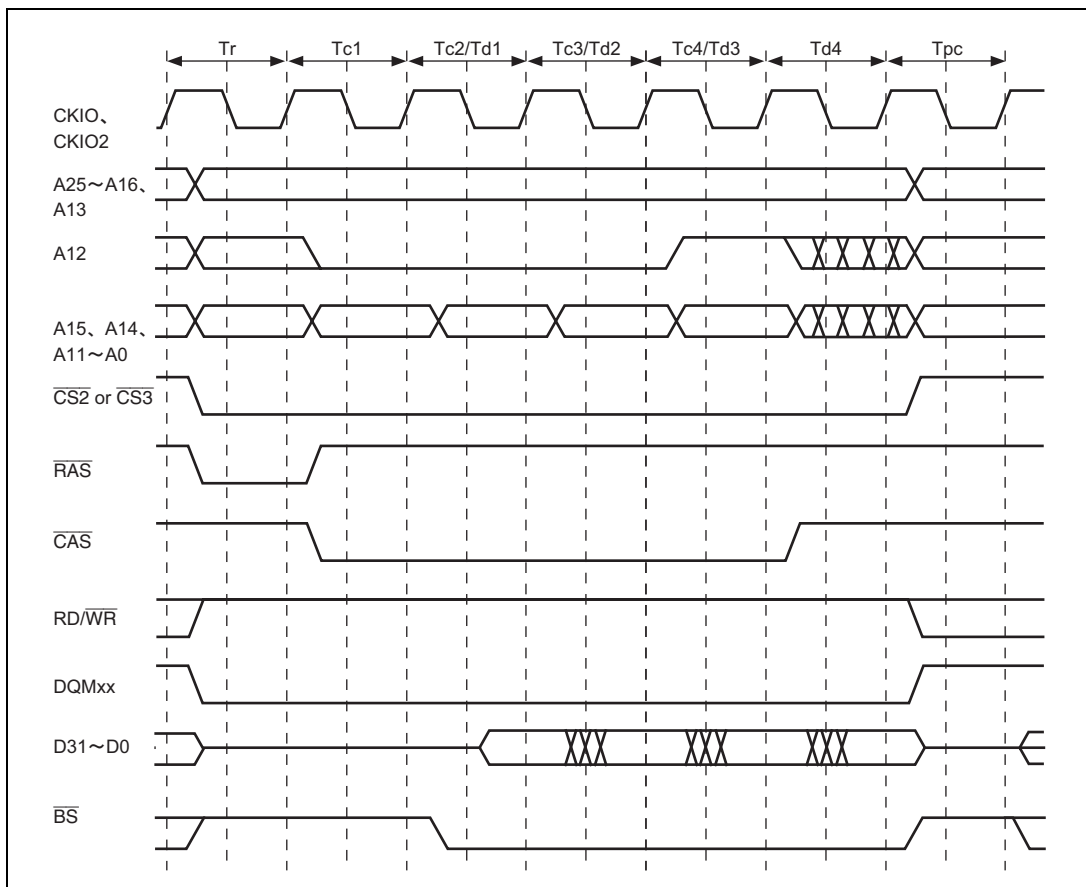 Tr Tc1 Tc2/Td1 Tc3/Td2 Tc4/Td3 Td4 Tpc
CKIO、
CKIO2
A25～A16、
A13
A12
A15、A14、
A11～A0
CS2 or CS3
RAS
CAS
RD/WR
DQMxx
D31～D0
BS